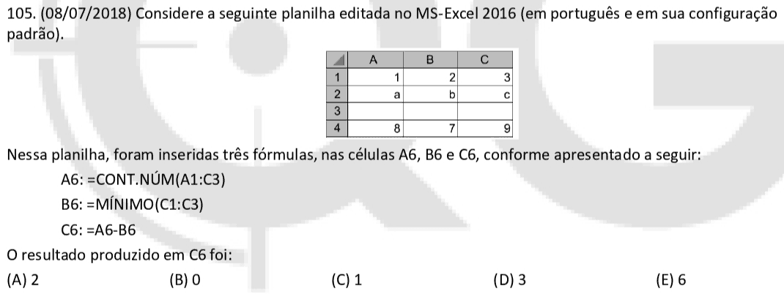 105. (08/07/2018) Considere a seguinte planilha editada no MS-Excel 2016 (em português e em sua configuração
padrão).
A B C
1 1 2 3
2 a b c
3
4 8 7 9
Nessa planilha, foram inseridas três fórmulas, nas células A6, B6 e C6, conforme apresentado a seguir:
A6: =CONT.NÚM(A1:C3)
B6: =MÍNIMO(C1:C3)
C6: =A6-B6
O resultado produzido em C6 foi:
(A) 2 (B) 0 (C) 1 (D) 3 (E) 6